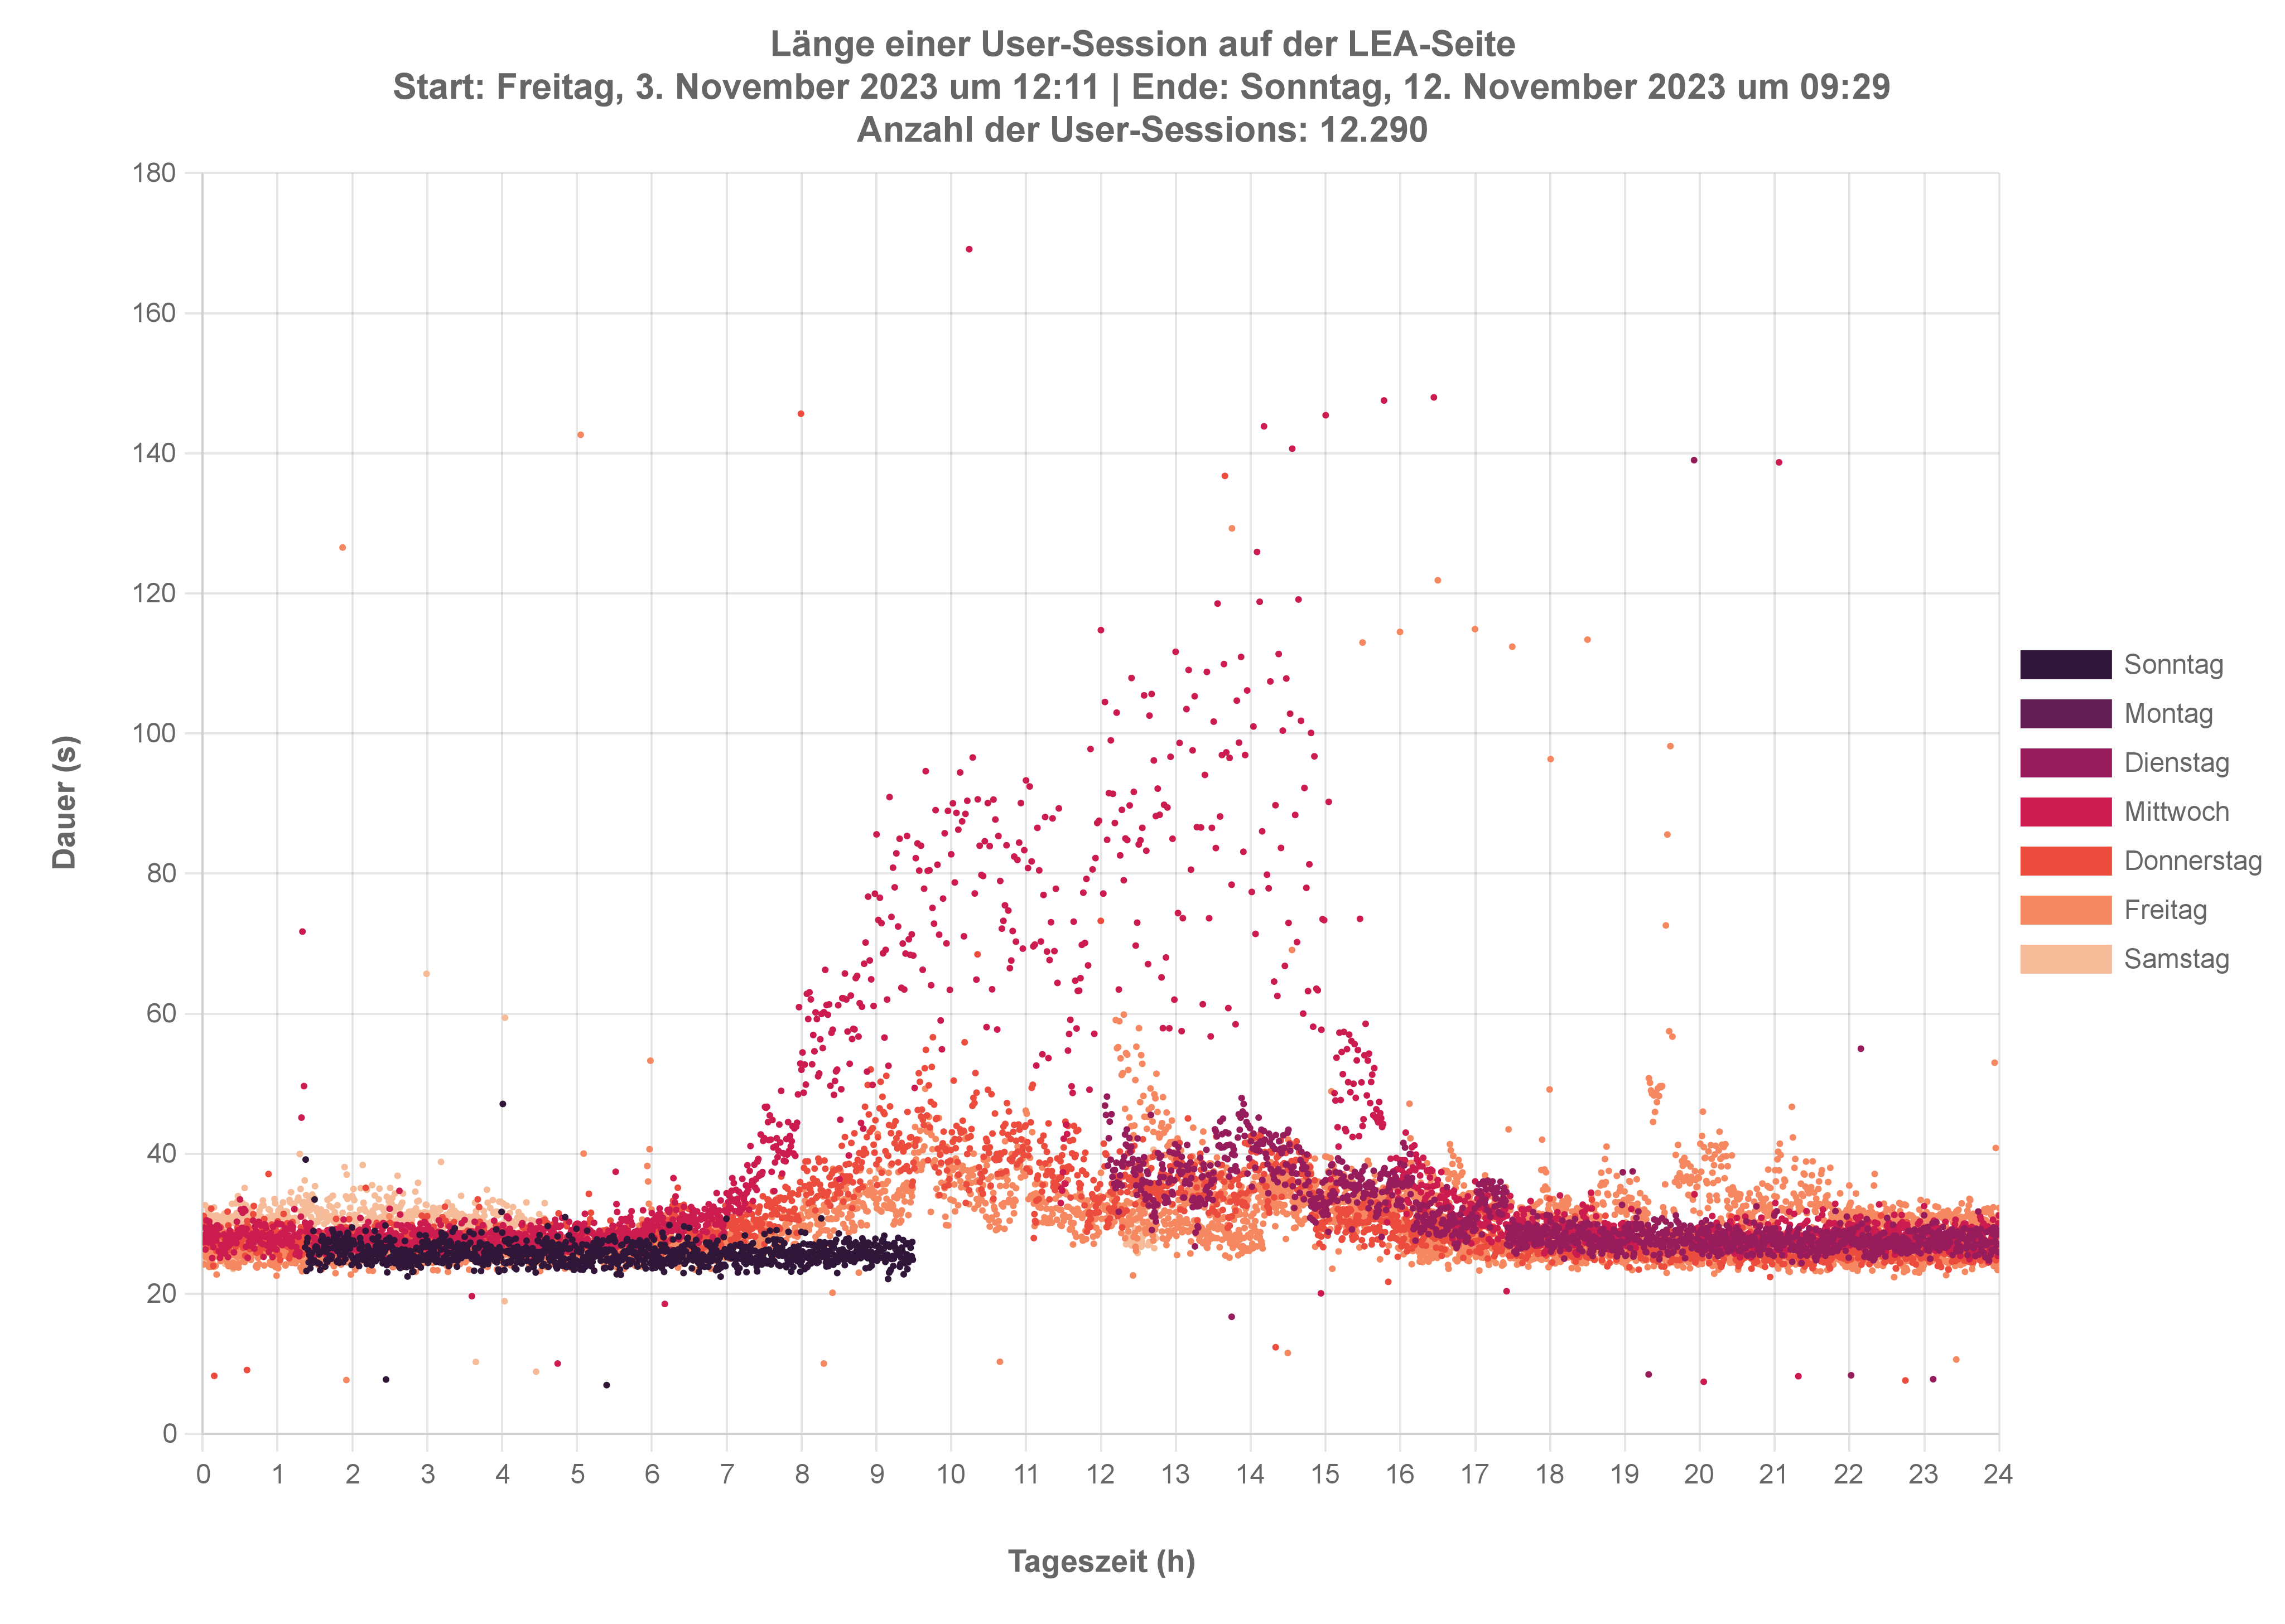 Länge einer User-Session auf der LEA-Seite
Start: Freitag, 3. November 2023 um 12:11 | Ende: Sonntag, 12. November 2023 um 09:29
Anzahl der User-Sessions: 12.290
180
160
140
120
100
80
60
40
20
0
Dauer (s)
0 1 2 3 4 5 6 7 8 9 10 11 12 13 14 15 16 17 18 19 20 21 22 23 24
Tageszeit (h)
Sonntag
Montag
Dienstag
Mittwoch
Donnerstag
Freitag
Samstag